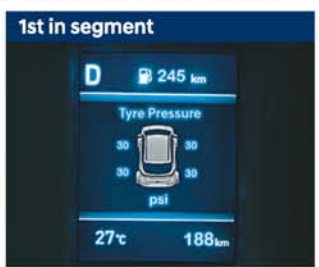 1st in segment
D 245 km
Tyre Pressure
30 30
30 30
psi
27°C 188km